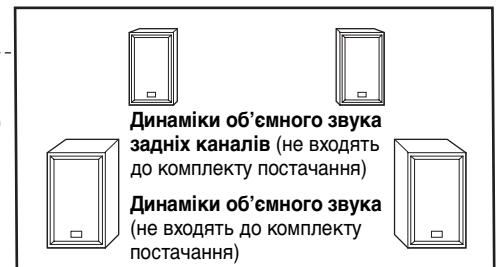 Динаміки об’ємного звука
задніх каналів (не входять
до комплекту постачання)
Динаміки об’ємного звука
(не входять до комплекту
постачання)